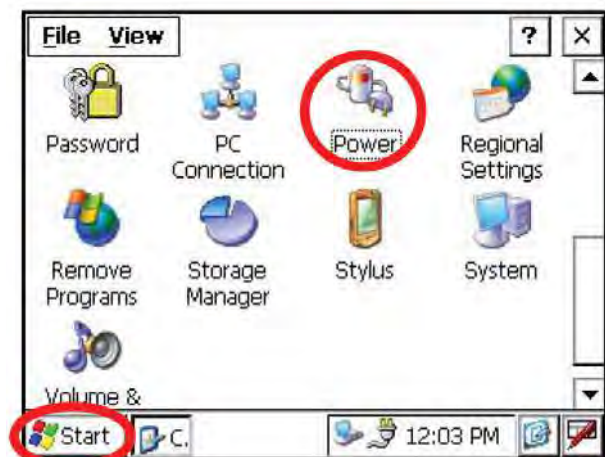 File View ? ×
Password PC Connection Power Regional Settings
Remove Programs Storage Manager Stylus System
Volume &
Start C. 12:03 PM